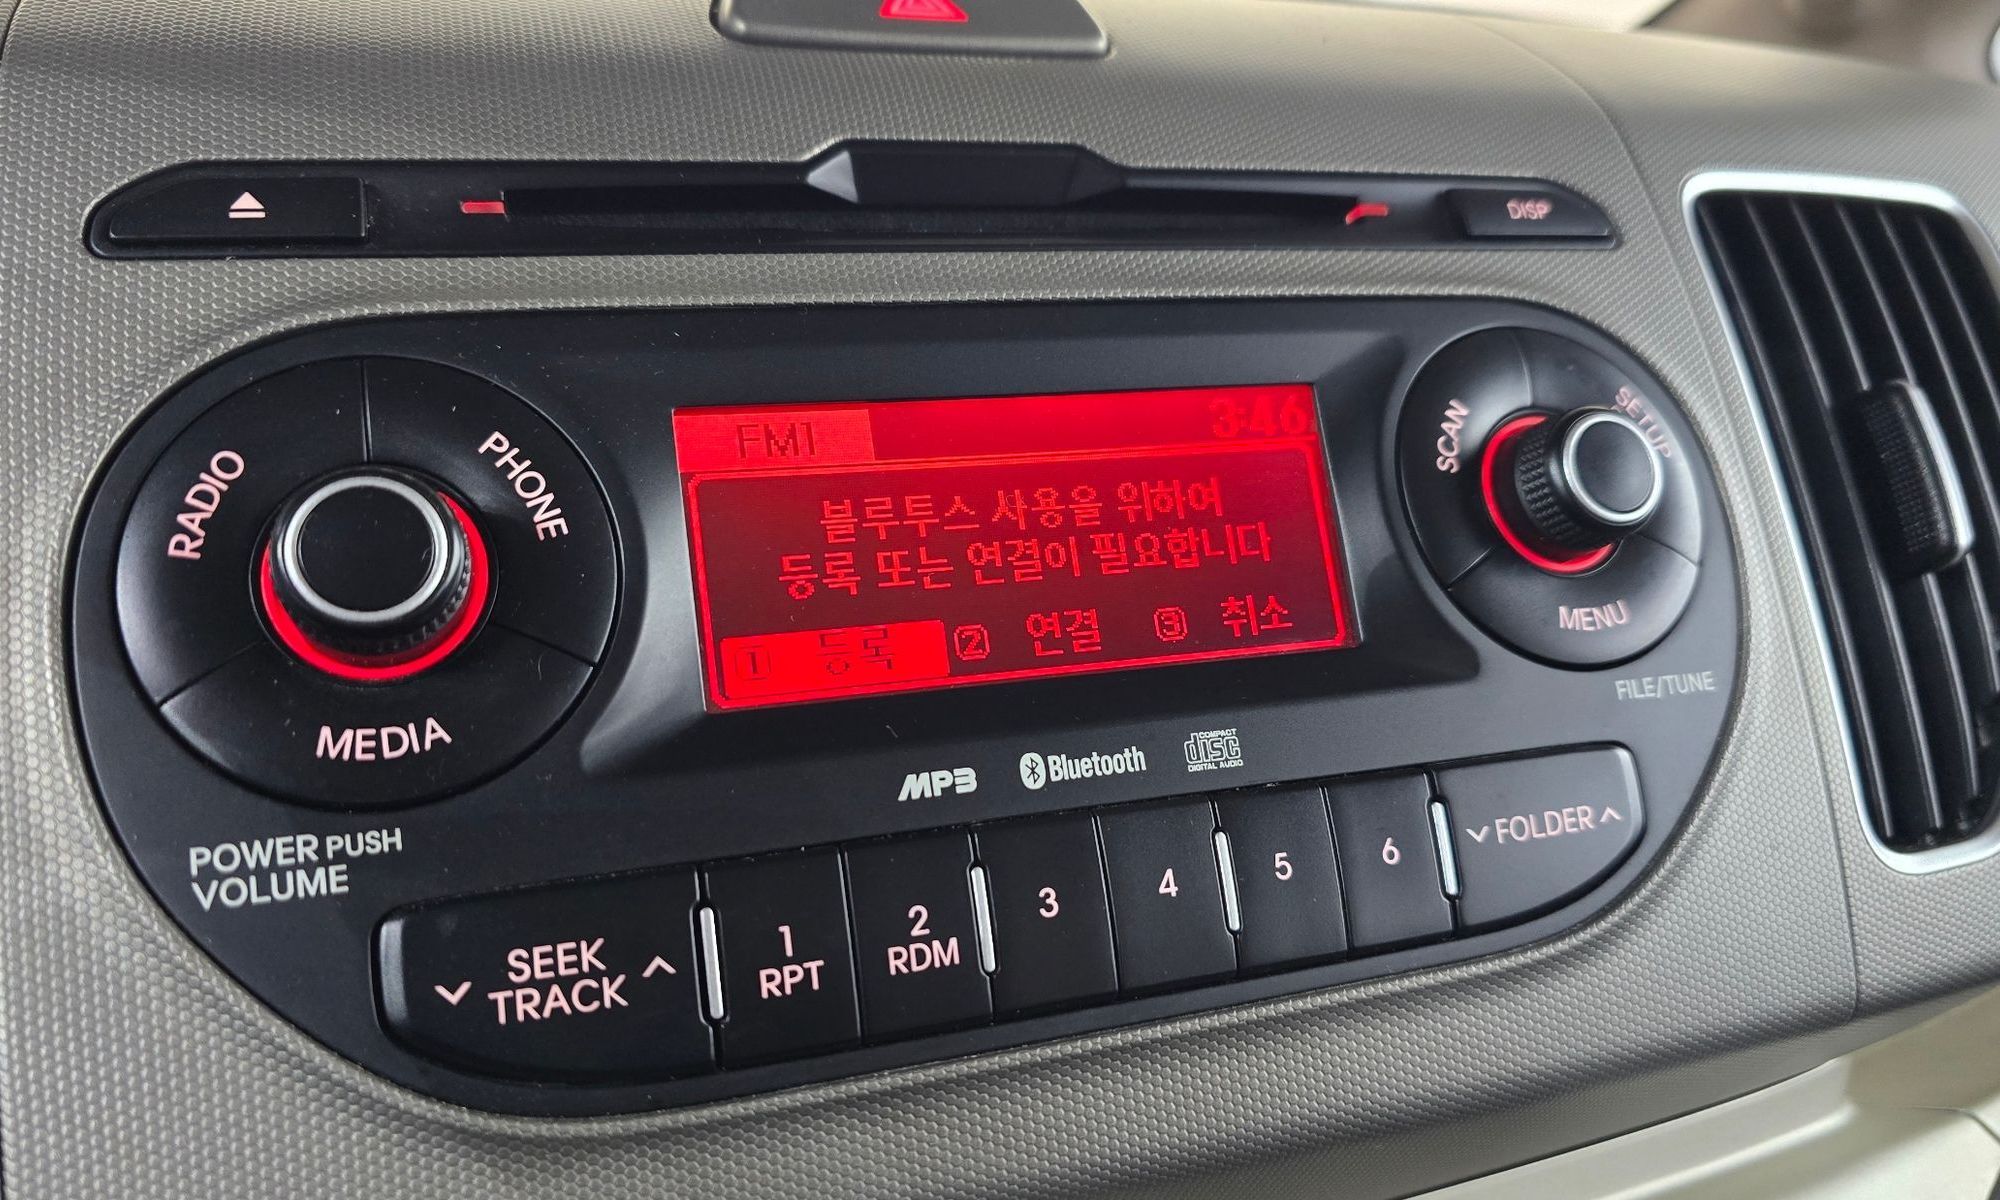 DISP
FM1 3:46
블루투스 사용을 위하여
등록 또는 연결이 필요합니다
1 등록 2 연결 3 취소
RADIO
PHONE
MEDIA
SCAN
SETUP
MENU
FILE/TUNE
POWER PUSH
VOLUME
MP3
Bluetooth
COMPACT
disc
DIGITAL AUDIO
SEEK
TRACK
1
RPT
2
RDM
3
4
5
6
FOLDER